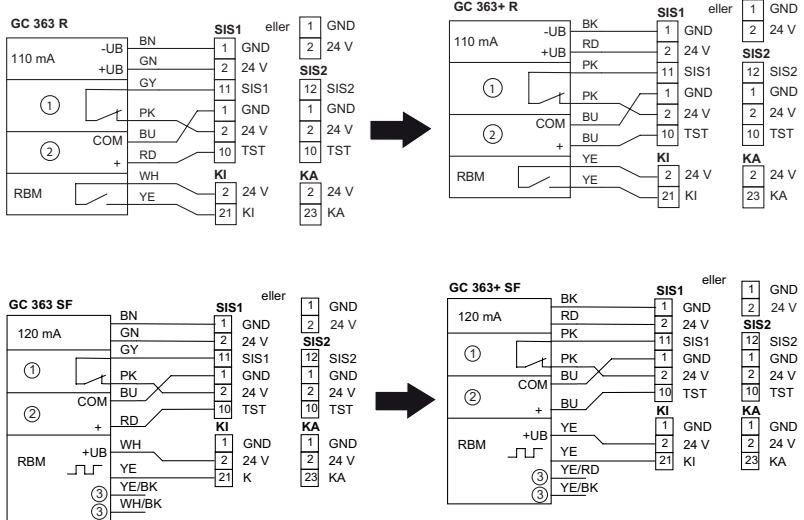 GC 363 R
110 mA
-UB
+UB
1
COM
2
+
RBM
BN
GN
GY
PK
BU
RD
WH
YE
SIS1
1 GND
2 24 V
11 SIS1
1 GND
2 24 V
10 TST
KI
2 24 V
21 KI
eller
1 GND
2 24 V
SIS2
12 SIS2
1 GND
2 24 V
10 TST
KA
2 24 V
23 KA
GC 363+ R
110 mA
-UB
+UB
1
COM
2
+
RBM
BK
RD
PK
PK
BU
BU
YE
YE
SIS1
1 GND
2 24 V
11 SIS1
1 GND
2 24 V
10 TST
KI
2 24 V
21 KI
eller
1 GND
2 24 V
SIS2
12 SIS2
1 GND
2 24 V
10 TST
KA
2 24 V
23 KA
GC 363 SF
120 mA
1
COM
2
+
RBM
+UB
3
3
BN
GN
GY
PK
BU
RD
WH
YE
YE/BK
WH/BK
SIS1
1 GND
2 24 V
11 SIS1
1 GND
2 24 V
10 TST
KI
1 GND
2 24 V
21 K
eller
1 GND
2 24 V
SIS2
12 SIS2
1 GND
2 24 V
10 TST
KA
1 GND
2 24 V
23 KA
GC 363+ SF
120 mA
1
COM
2
+
RBM
+UB
3
3
BK
RD
PK
PK
BU
BU
YE
YE
YE/RD
YE/BK
SIS1
1 GND
2 24 V
11 SIS1
1 GND
2 24 V
10 TST
KI
1 GND
2 24 V
21 KI
eller
1 GND
2 24 V
SIS2
12 SIS2
1 GND
2 24 V
10 TST
KA
1 GND
2 24 V
23 KA